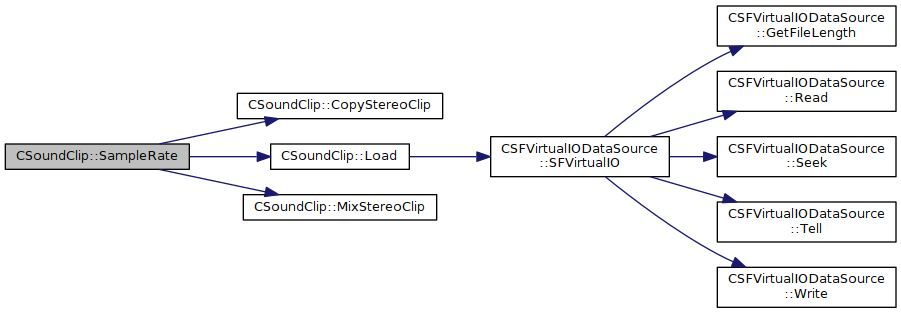 CSoundClip::SampleRate
CSoundClip::CopyStereoClip
CSoundClip::Load
CSoundClip::MixStereoClip
CSFVirtualIODataSource
::SFVirtualIO
CSFVirtualIODataSource
::GetFileLength
CSFVirtualIODataSource
::Read
CSFVirtualIODataSource
::Seek
CSFVirtualIODataSource
::Tell
CSFVirtualIODataSource
::Write